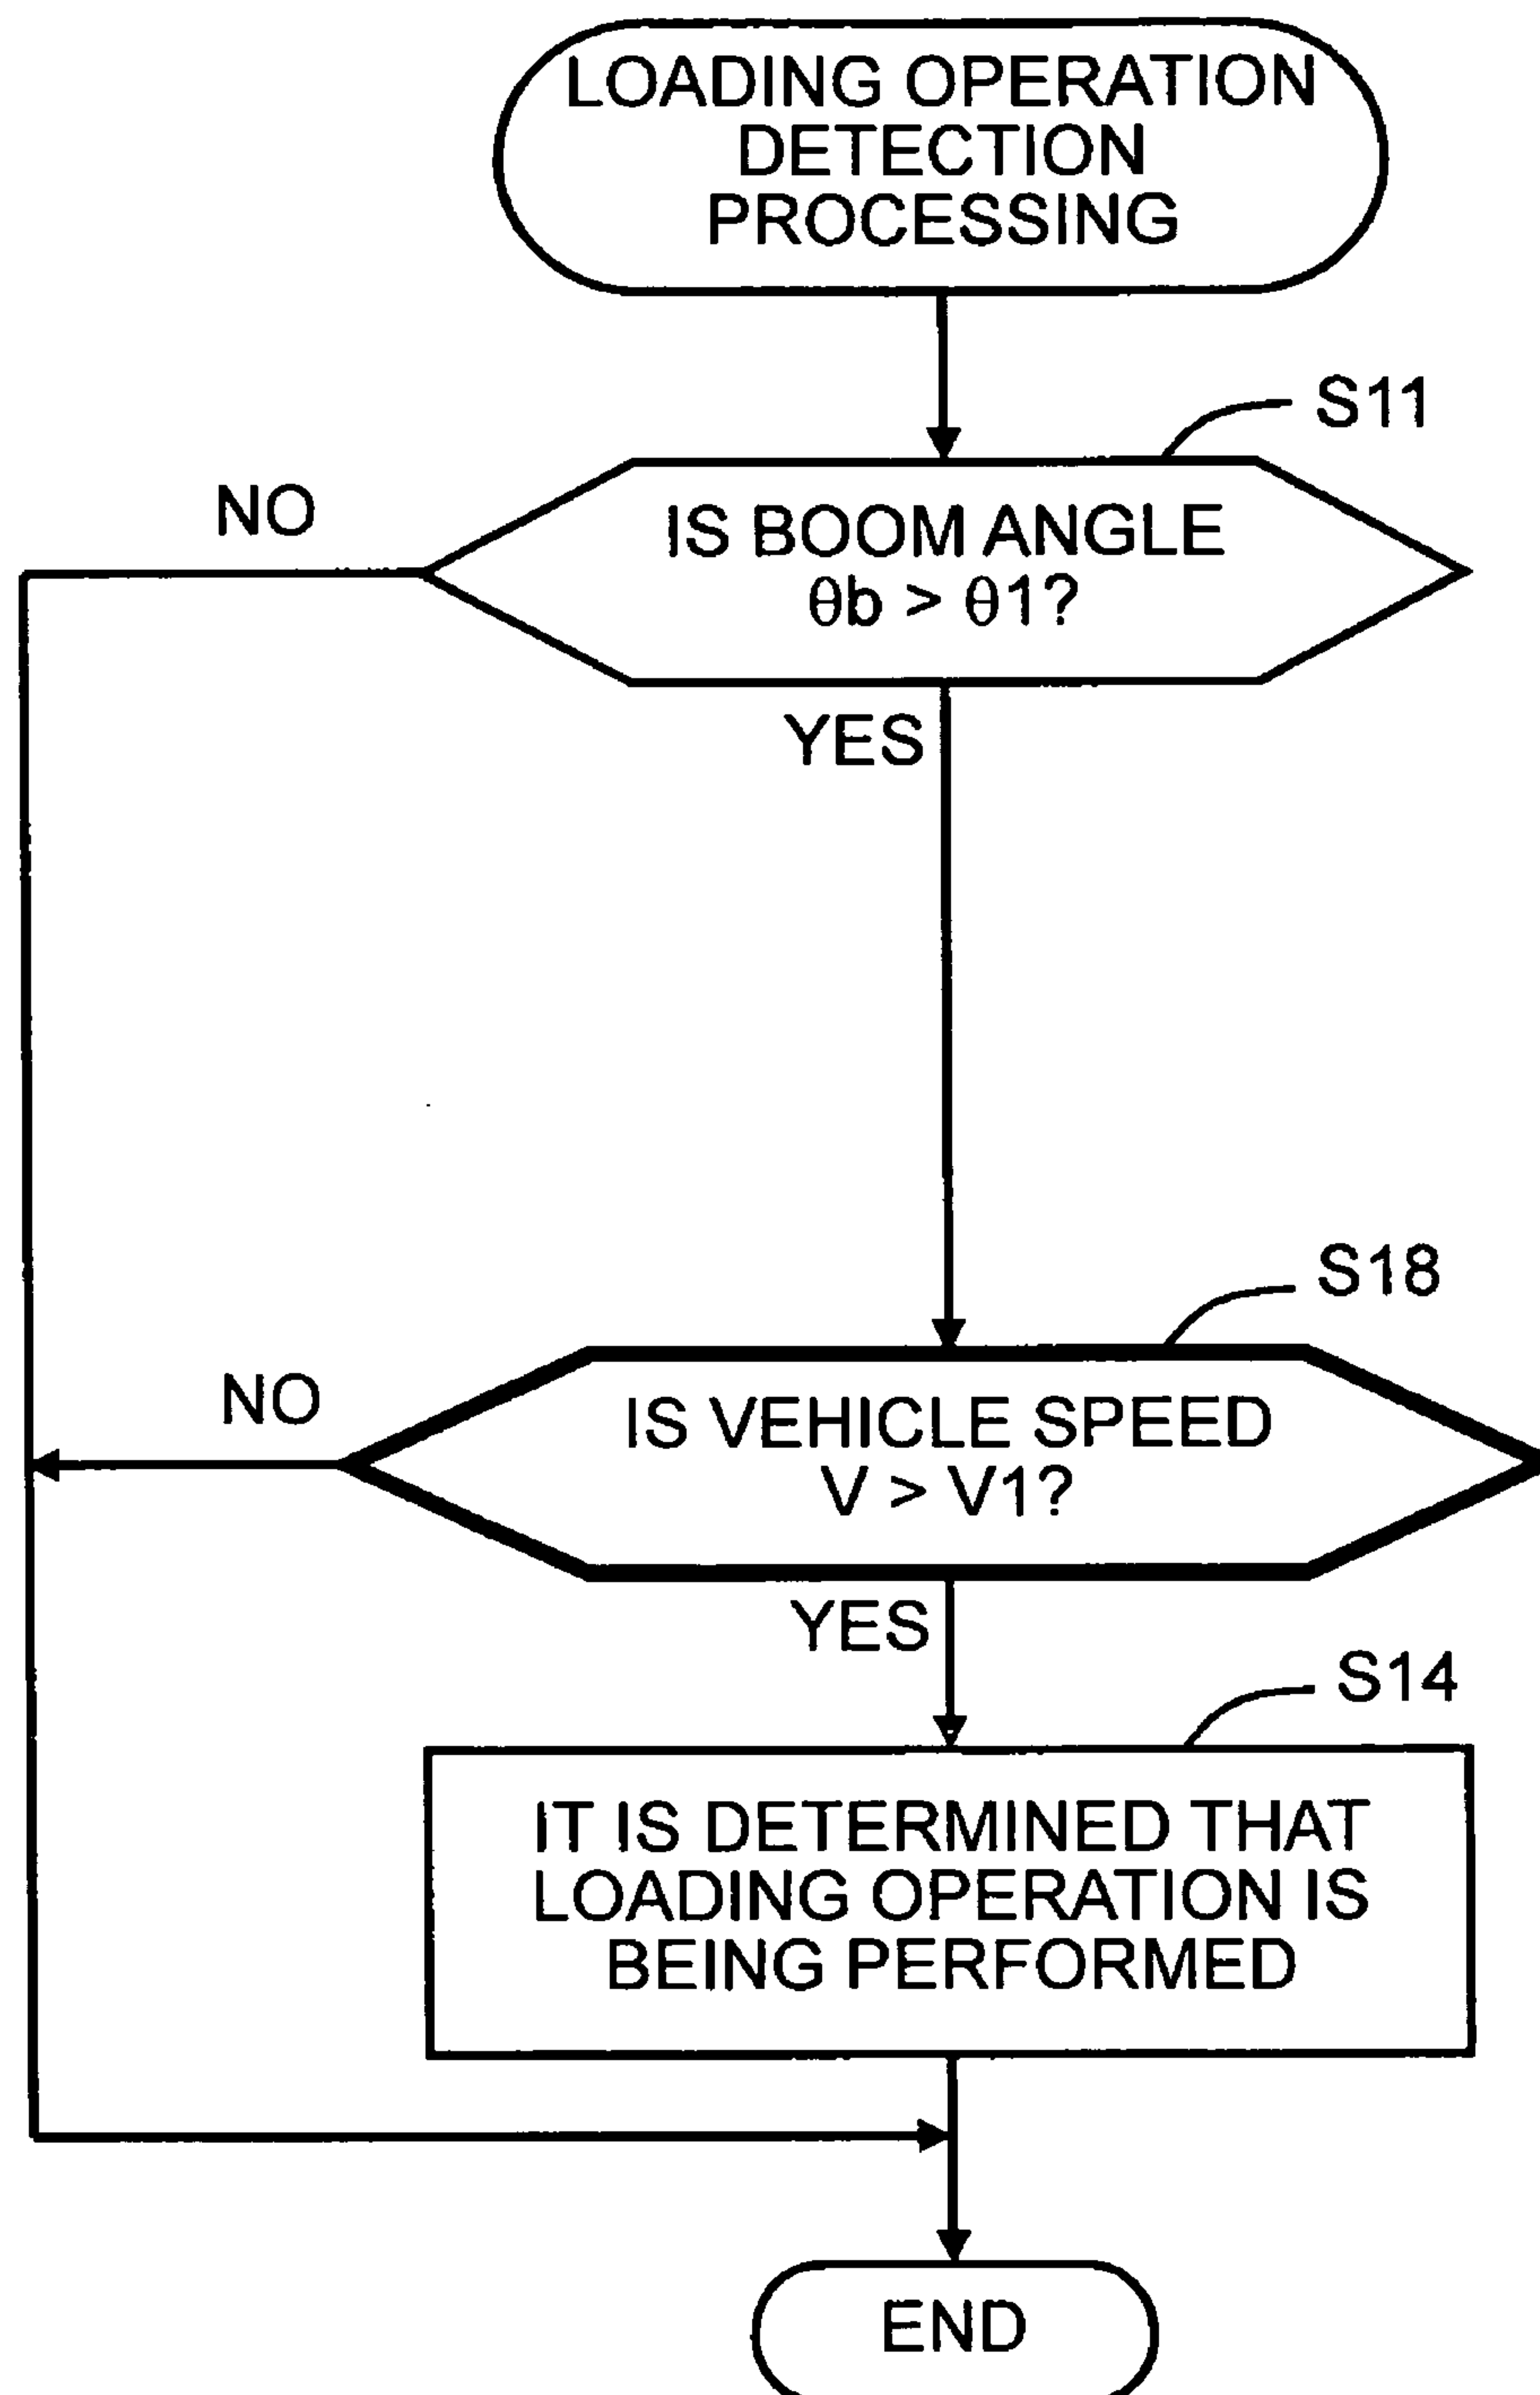 LOADING OPERATION
DETECTION
PROCESSING
S11
NO
IS BOOM ANGLE
θb > θ1?
YES
S18
NO
IS VEHICLE SPEED
V > V1?
YES
S14
IT IS DETERMINED THAT
LOADING OPERATION IS
BEING PERFORMED
END